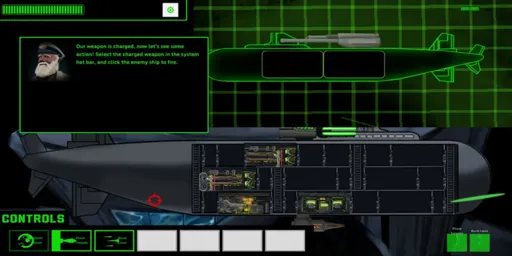 Our weapon is charged, now let's see some
action! Select the charged weapon in the system
hot bar, and click the enemy ship to fire.
CONTROLS